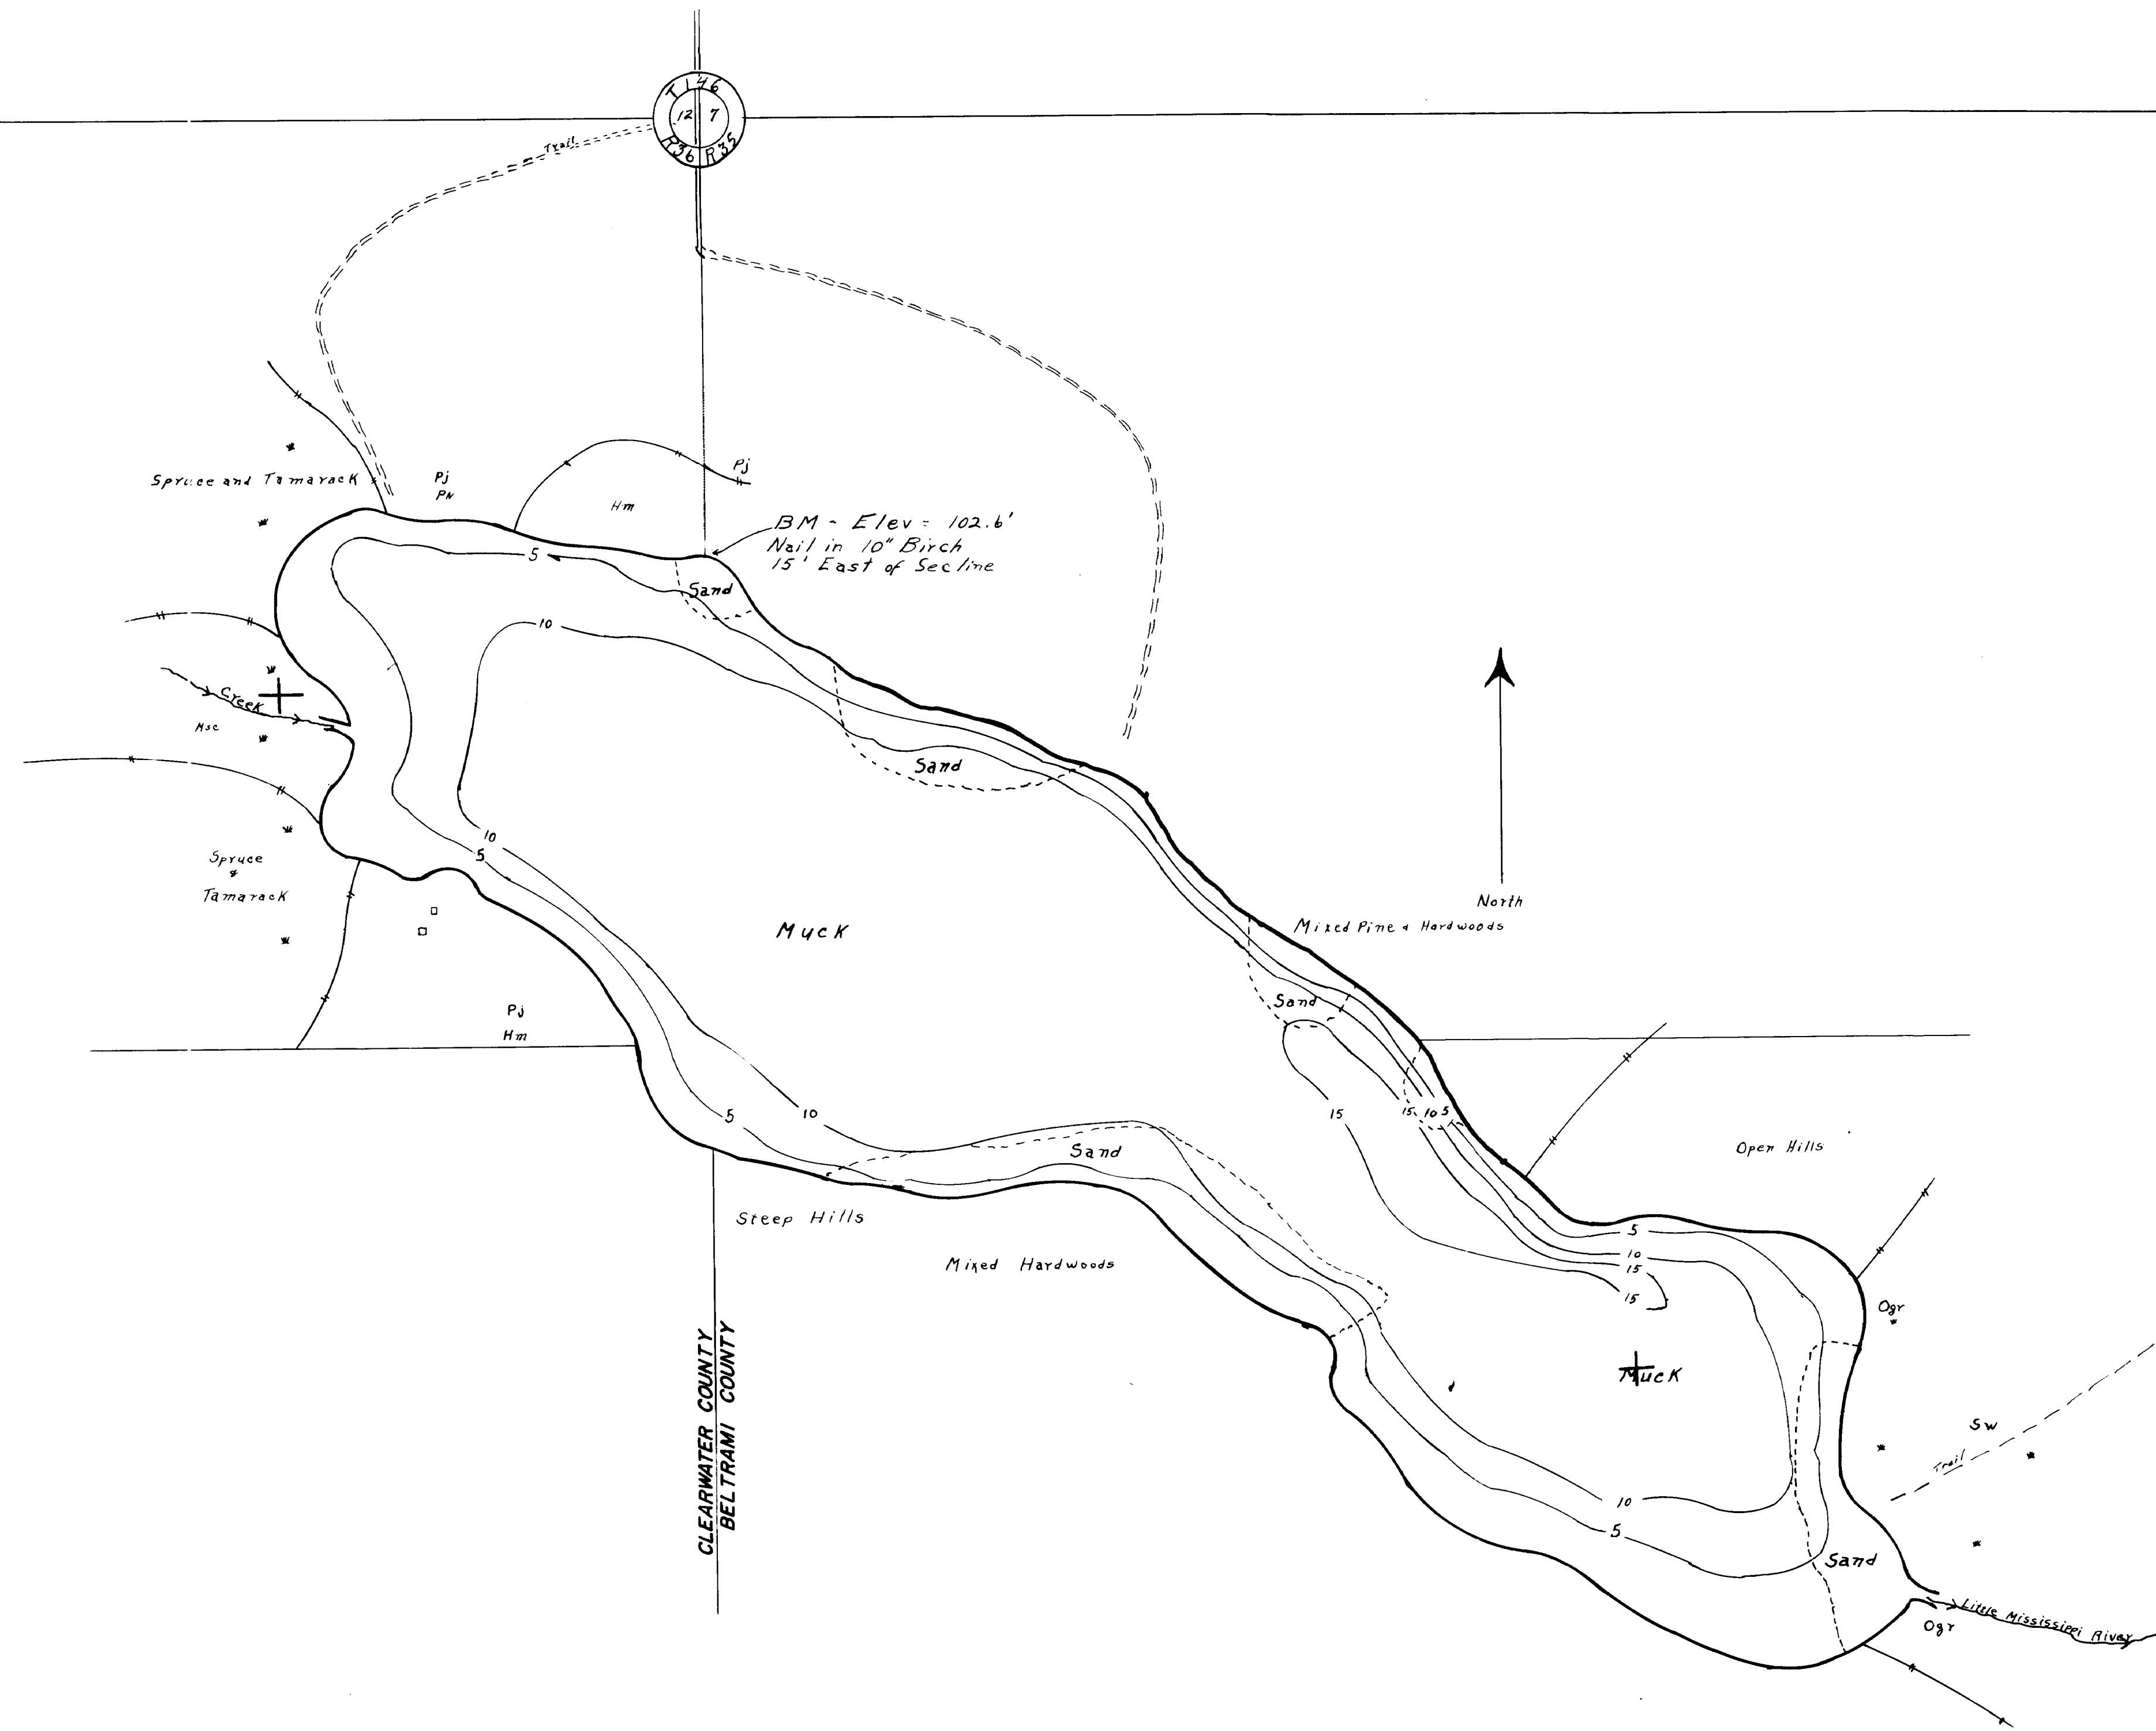 T146
12 7
R36 R35
Trail
Spruce and Tamarack
Pj
PN
Hm
Pj
BM - Elev = 102.6'
Nail in 10" Birch
15' East of Sec line
5
Sand
10
Creek
Msc
Sand
10
5
Spruce
&
Tamarack
Muck
North
Mixed Pine & Hardwoods
Sand
Pj
Hm
5
10
15
15 10 5
Sand
Open Hills
Steep Hills
Mixed Hardwoods
5
10
15
15
Ogr
CLEARWATER COUNTY
BELTRAMI COUNTY
Muck
Sw
Trail
10
5
Sand
Little Mississippi River
Ogr